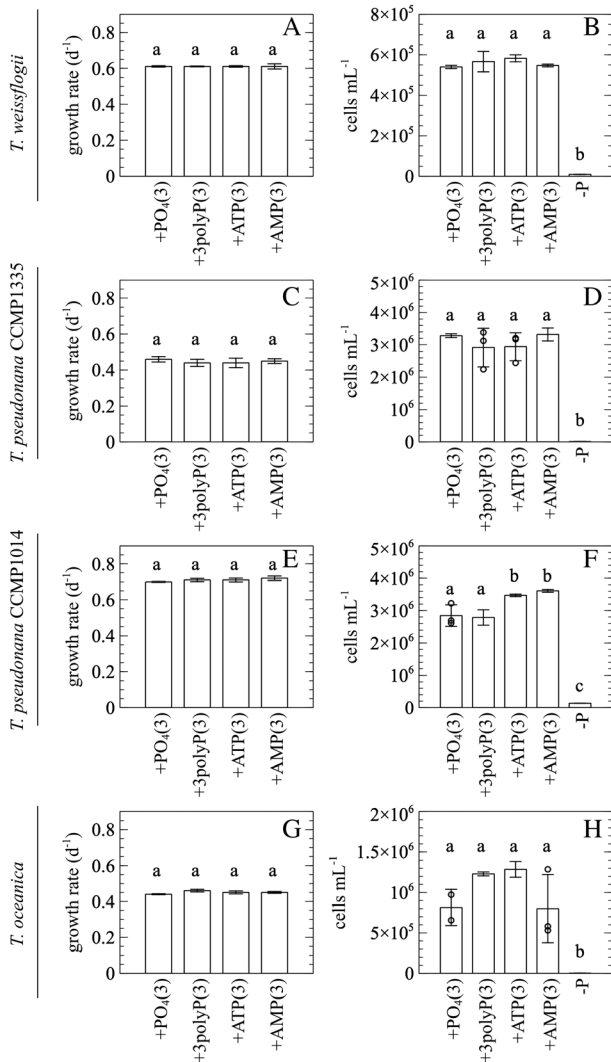 T. weissflogii
growth rate (d⁻¹)
0.8
0.6
0.4
0.2
0
A
a a a a
+PO₄(3)
+3polyP(3)
+ATP(3)
+AMP(3)
cells mL⁻¹
8×10⁵
6×10⁵
4×10⁵
2×10⁵
0
B
a a a a b
+PO₄(3)
+3polyP(3)
+ATP(3)
+AMP(3)
-P
T. pseudonana CCMP1335
growth rate (d⁻¹)
0.8
0.6
0.4
0.2
0
C
a a a a
+PO₄(3)
+3polyP(3)
+ATP(3)
+AMP(3)
cells mL⁻¹
5×10⁶
4×10⁶
3×10⁶
2×10⁶
10⁶
0
D
a a a a b
+PO₄(3)
+3polyP(3)
+ATP(3)
+AMP(3)
-P
T. pseudonana CCMP1014
growth rate (d⁻¹)
0.8
0.6
0.4
0.2
0
E
a a a a
+PO₄(3)
+3polyP(3)
+ATP(3)
+AMP(3)
cells mL⁻¹
5×10⁶
4×10⁶
3×10⁶
2×10⁶
10⁶
0
F
a a b b c
+PO₄(3)
+3polyP(3)
+ATP(3)
+AMP(3)
-P
T. oceanica
growth rate (d⁻¹)
0.8
0.6
0.4
0.2
0
G
a a a a
+PO₄(3)
+3polyP(3)
+ATP(3)
+AMP(3)
cells mL⁻¹
2×10⁶
1×10⁶
10⁶
5×10⁵
0
H
a a a a b
+PO₄(3)
+3polyP(3)
+ATP(3)
+AMP(3)
-P